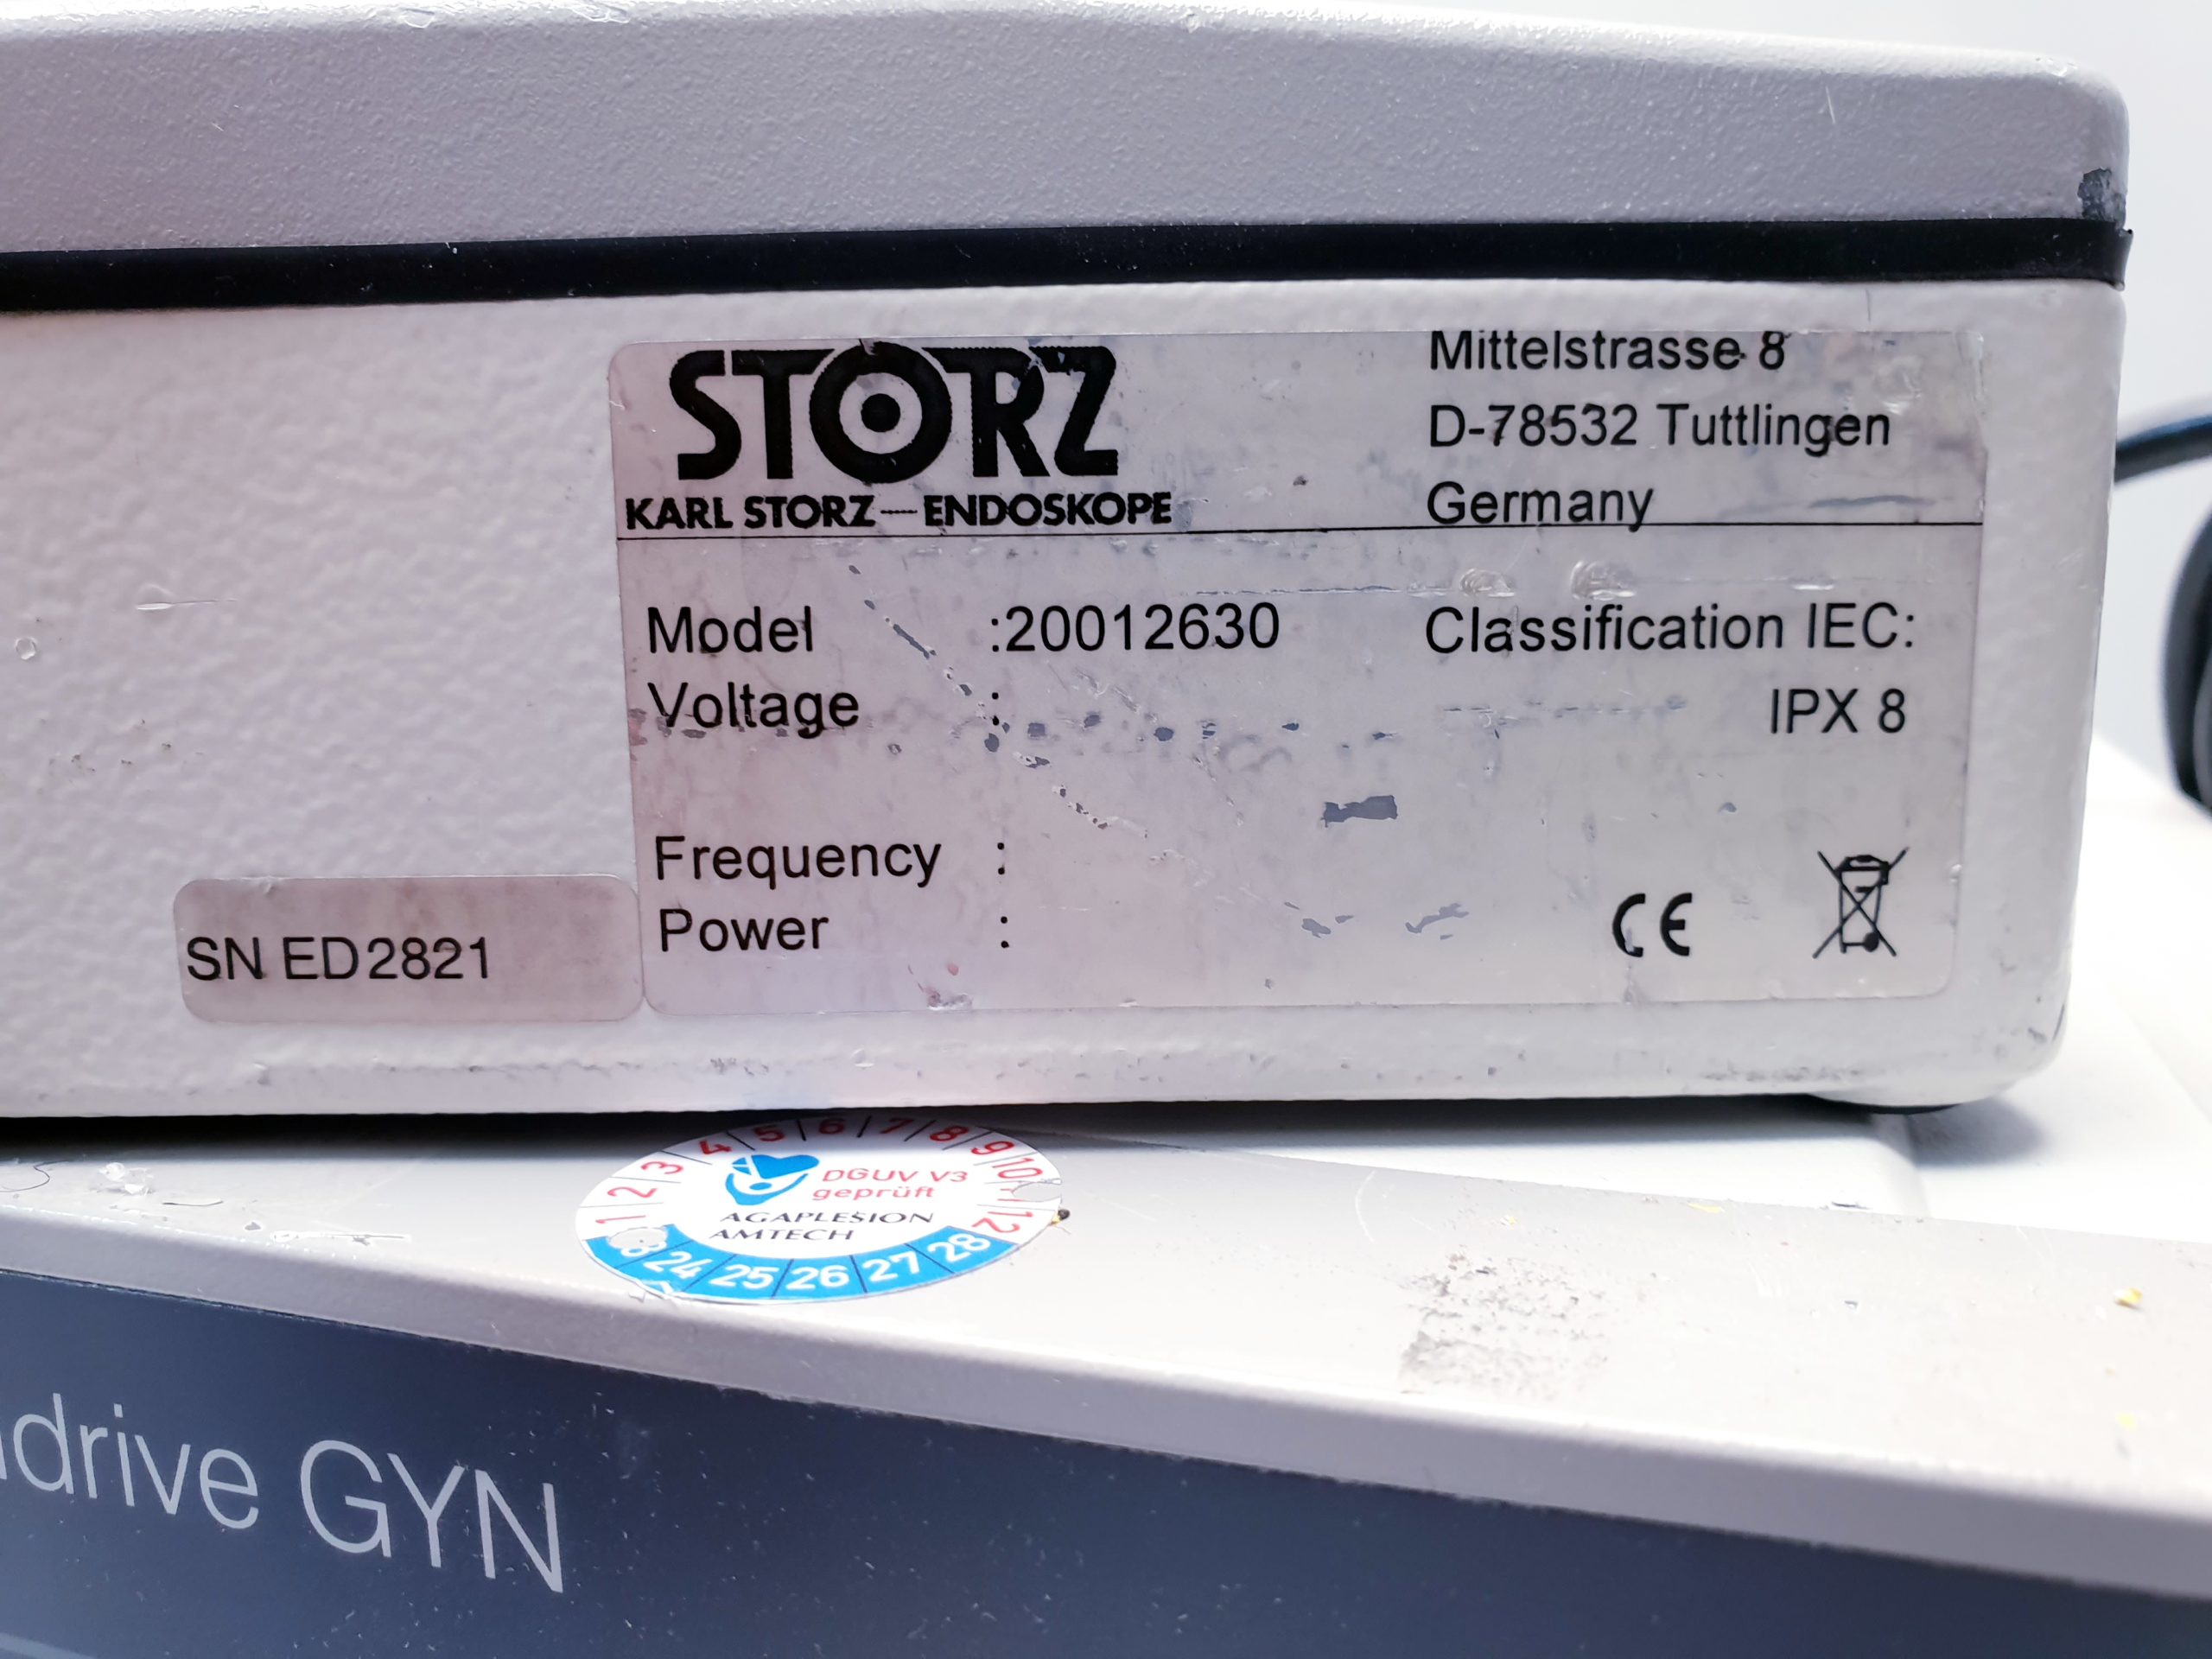 STORZ
KARL STORZ—ENDOSKOPE
Mittelstrasse 8
D-78532 Tuttlingen
Germany
Model :20012630
Classification IEC:
Voltage :
IPX 8
Frequency :
Power :
CE
SN ED2821
1 2 3 4 5 6 7 8 9 10 12
DGUV V3
geprüft
AGAPLESION
AMTECH
24 25 26 27 28
drive GYN